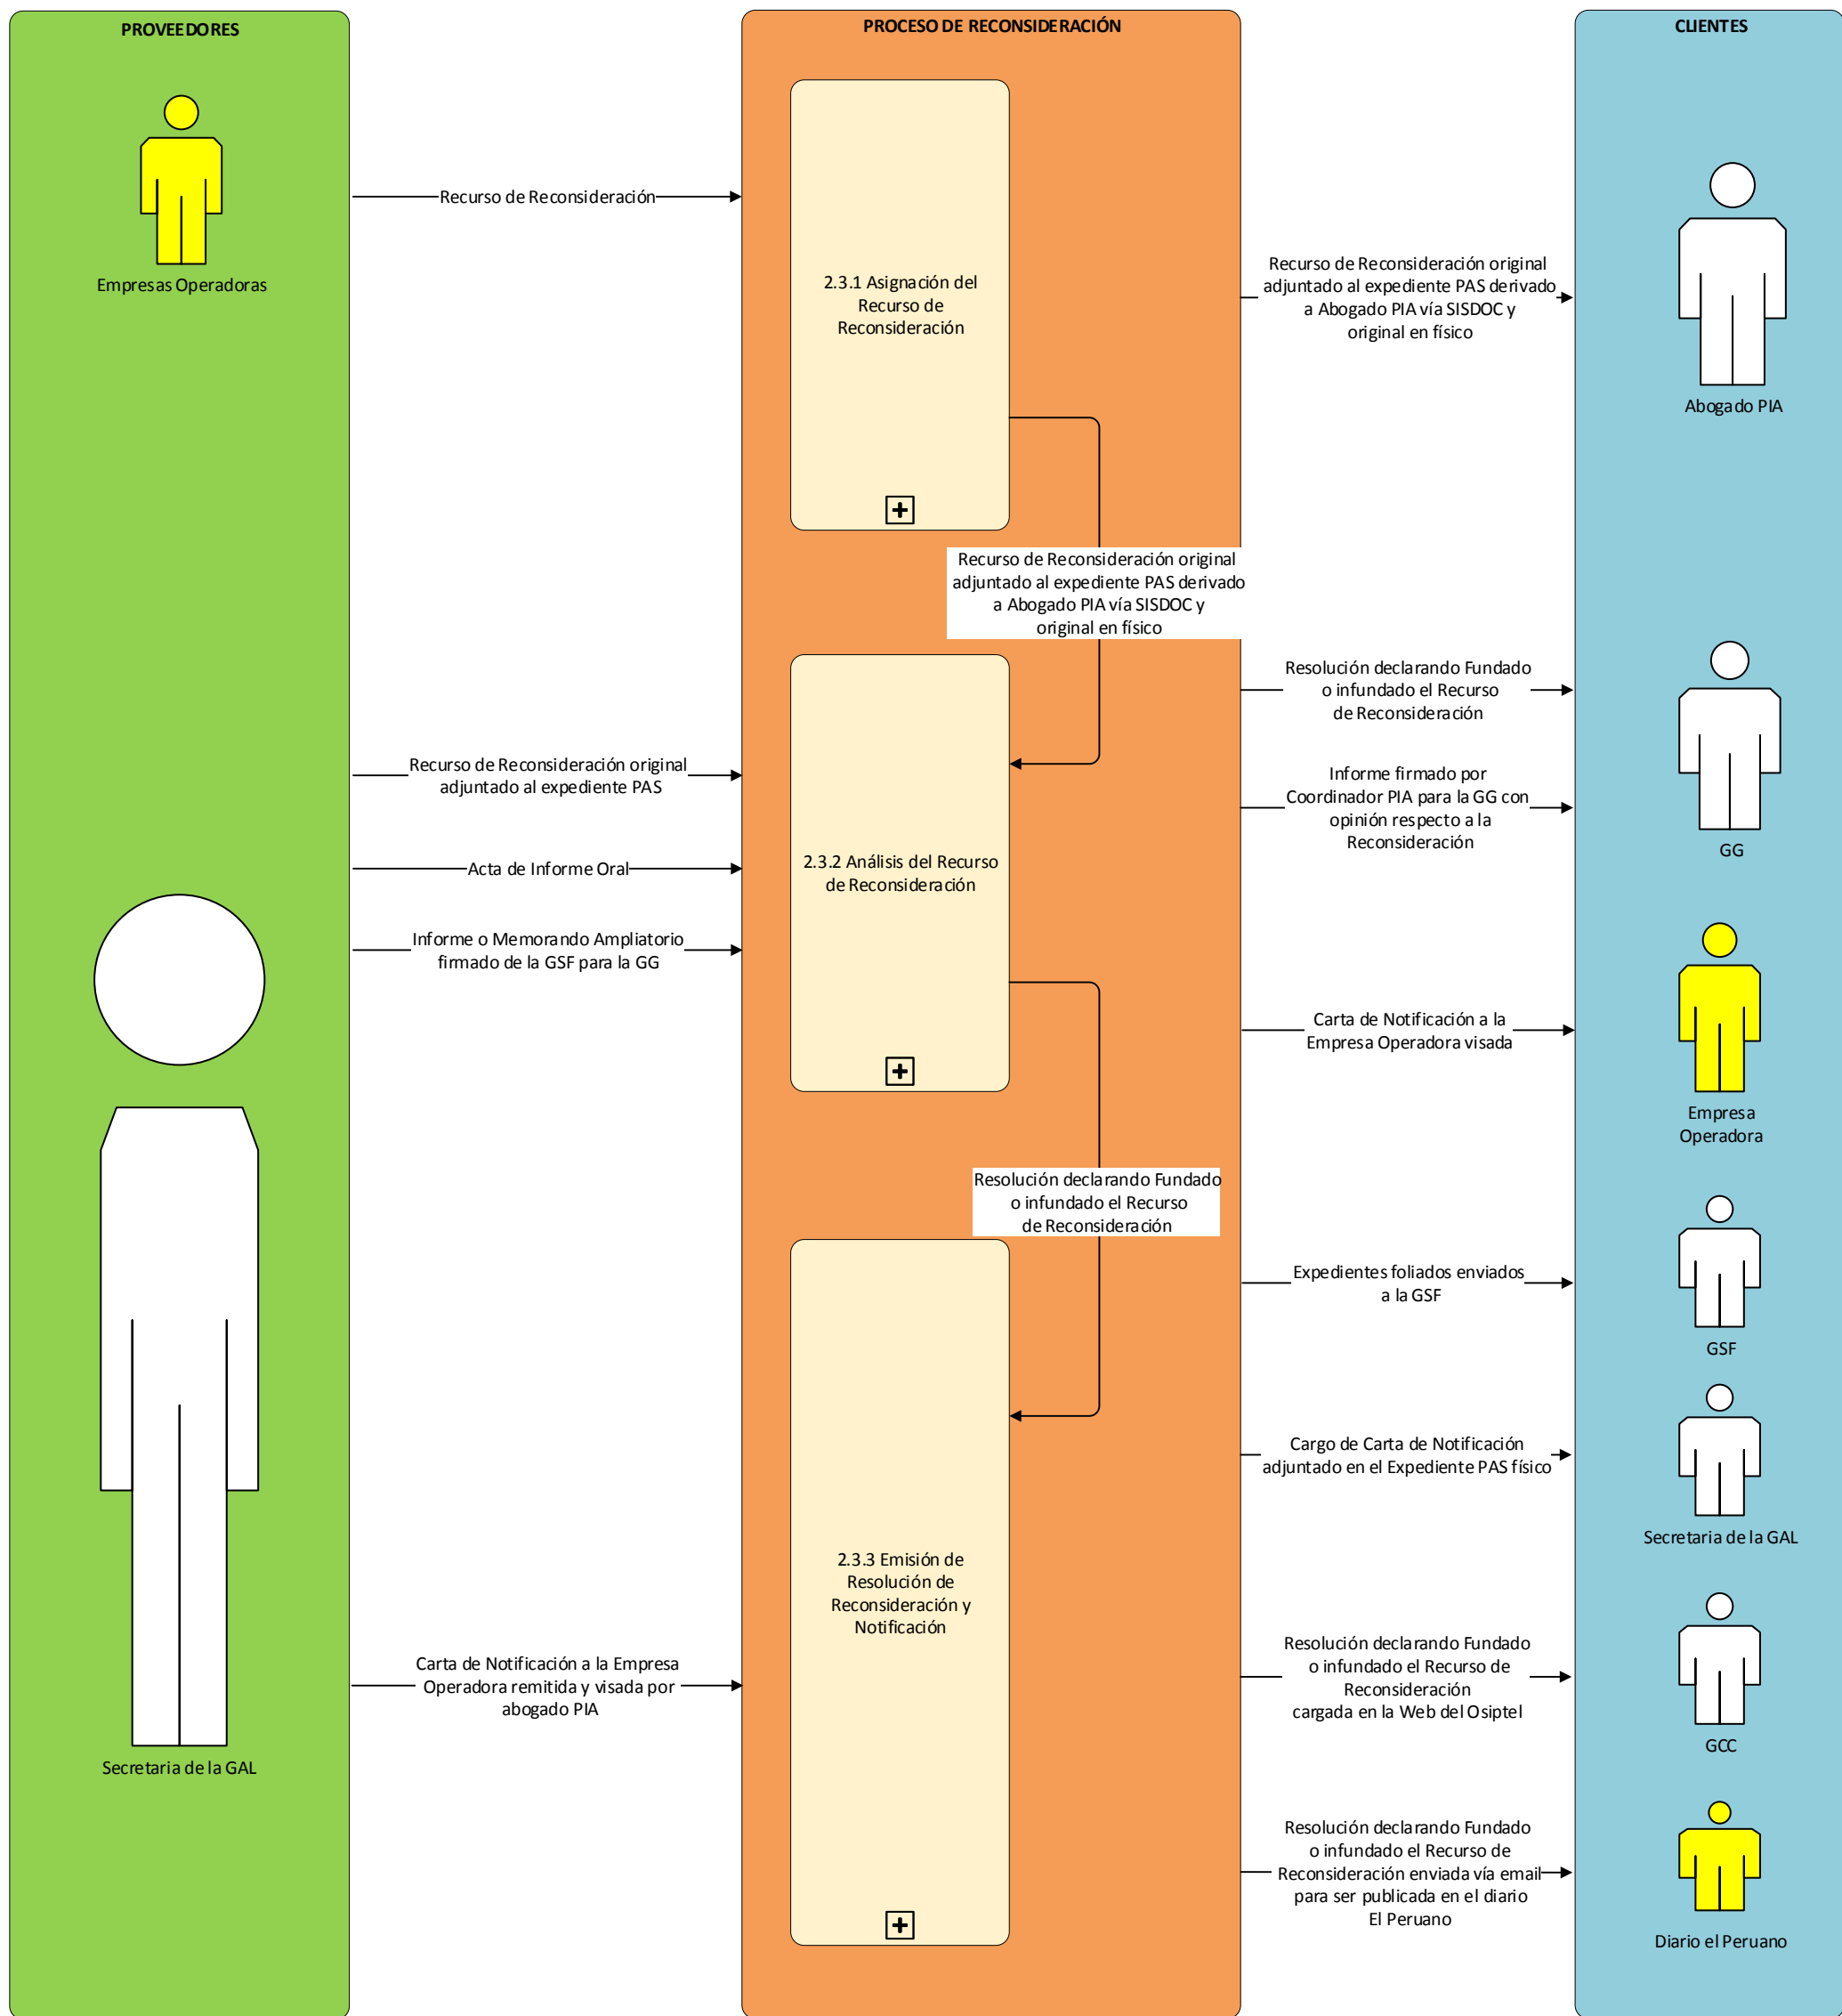 PROVEEDORES
Empresas Operadoras
Secretaria de la GAL
Recurso de Reconsideración
Recurso de Reconsideración original
adjuntado al expediente PAS
Acta de Informe Oral
Informe o Memorando Ampliatorio
firmado de la GSF para la GG
Carta de Notificación a la Empresa
Operadora remitida y visada por
abogado PIA
PROCESO DE RECONSIDERACIÓN
2.3.1 Asignación del
Recurso de
Reconsideración
Recurso de Reconsideración original
adjuntado al expediente PAS derivado
a Abogado PIA vía SISDOC y
original en físico
2.3.2 Análisis del Recurso
de Reconsideración
Resolución declarando Fundado
o infundado el Recurso
de Reconsideración
2.3.3 Emisión de
Resolución de
Reconsideración y
Notificación
Recurso de Reconsideración original
adjuntado al expediente PAS derivado
a Abogado PIA vía SISDOC y
original en físico
Resolución declarando Fundado
o infundado el Recurso
de Reconsideración
Informe firmado por
Coordinador PIA para la GG con
opinión respecto a la
Reconsideración
Carta de Notificación a la
Empresa Operadora visada
Expedientes foliados enviados
a la GSF
Cargo de Carta de Notificación
adjuntado en el Expediente PAS físico
Resolución declarando Fundado
o infundado el Recurso de
Reconsideración
cargada en la Web del Osiptel
Resolución declarando Fundado
o infundado el Recurso de
Reconsideración enviada vía email
para ser publicada en el diario
El Peruano
CLIENTES
Abogado PIA
GG
Empresa
Operadora
GSF
Secretaria de la GAL
GCC
Diario el Peruano